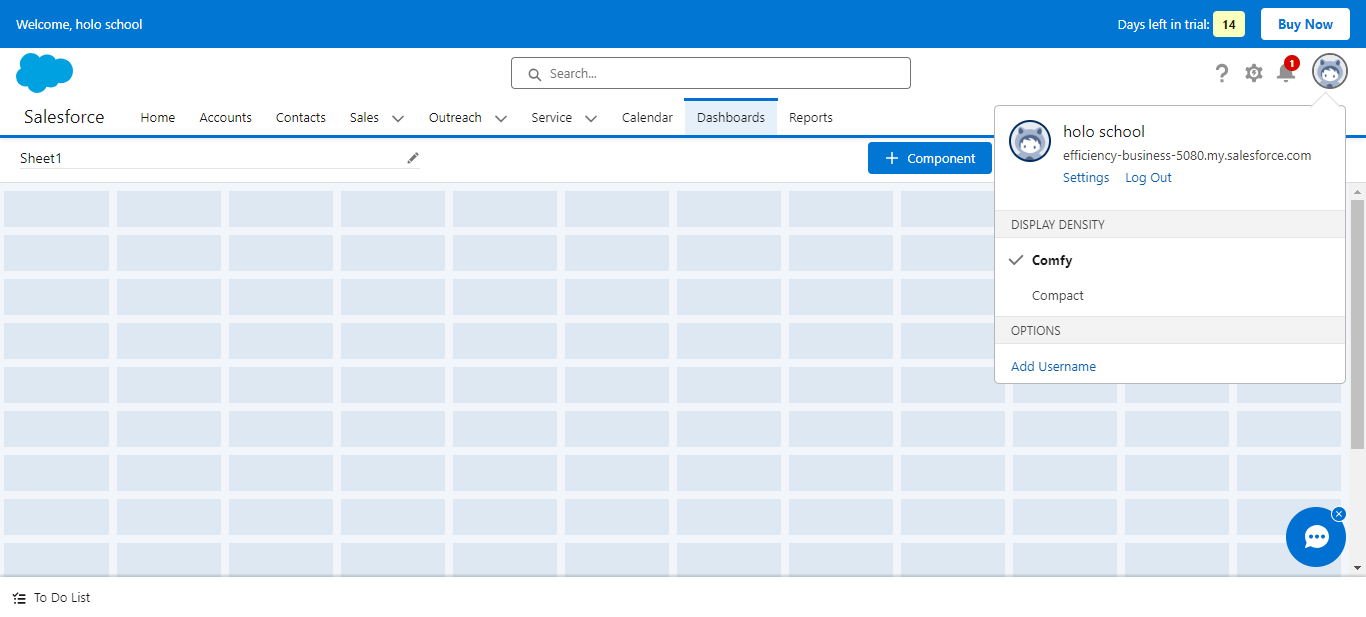 Welcome, holo school
Days left in trial: 14 Buy Now
Search...
1
Salesforce Home Accounts Contacts Sales Outreach Service Calendar Dashboards Reports
holo school
efficiency-business-5080.my.salesforce.com
Settings Log Out
Sheet1
Component
DISPLAY DENSITY
Comfy
Compact
OPTIONS
Add Username
To Do List